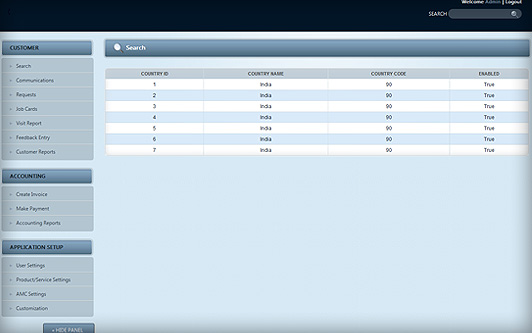 Welcome Admin | Logout
SEARCH
CUSTOMER
Search
Communications
Requests
Job Cards
Visit Report
Feedback Entry
Customer Reports
ACCOUNTING
Create Invoice
Make Payment
Accounting Reports
APPLICATION SETUP
User Settings
Product/Service Settings
AMC Settings
Customization
« HIDE PANEL
Search
COUNTRY ID COUNTRY NAME COUNTRY CODE ENABLED
1 India 90 True
2 India 90 True
3 India 90 True
4 India 90 True
5 India 90 True
6 India 90 True
7 India 90 True